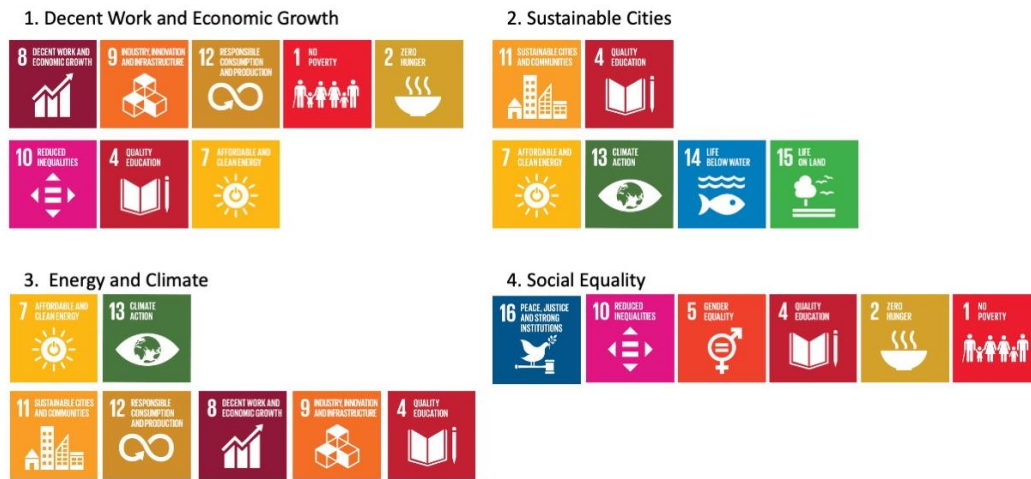 1. Decent Work and Economic Growth
8 DECENT WORK AND
ECONOMIC GROWTH
9 INDUSTRY, INNOVATION
AND INFRASTRUCTURE
12 RESPONSIBLE
CONSUMPTION
AND PRODUCTION
1 NO
POVERTY
2 ZERO
HUNGER
10 REDUCED
INEQUALITIES
4 QUALITY
EDUCATION
7 AFFORDABLE AND
CLEAN ENERGY
2. Sustainable Cities
11 SUSTAINABLE CITIES
AND COMMUNITIES
4 QUALITY
EDUCATION
7 AFFORDABLE AND
CLEAN ENERGY
13 CLIMATE
ACTION
14 LIFE
BELOW WATER
15 LIFE
ON LAND
3. Energy and Climate
7 AFFORDABLE AND
CLEAN ENERGY
13 CLIMATE
ACTION
11 SUSTAINABLE CITIES
AND COMMUNITIES
12 RESPONSIBLE
CONSUMPTION
AND PRODUCTION
8 DECENT WORK AND
ECONOMIC GROWTH
9 INDUSTRY, INNOVATION
AND INFRASTRUCTURE
4 QUALITY
EDUCATION
4. Social Equality
16 PEACE, JUSTICE
AND STRONG
INSTITUTIONS
10 REDUCED
INEQUALITIES
5 GENDER
EQUALITY
4 QUALITY
EDUCATION
2 ZERO
HUNGER
1 NO
POVERTY